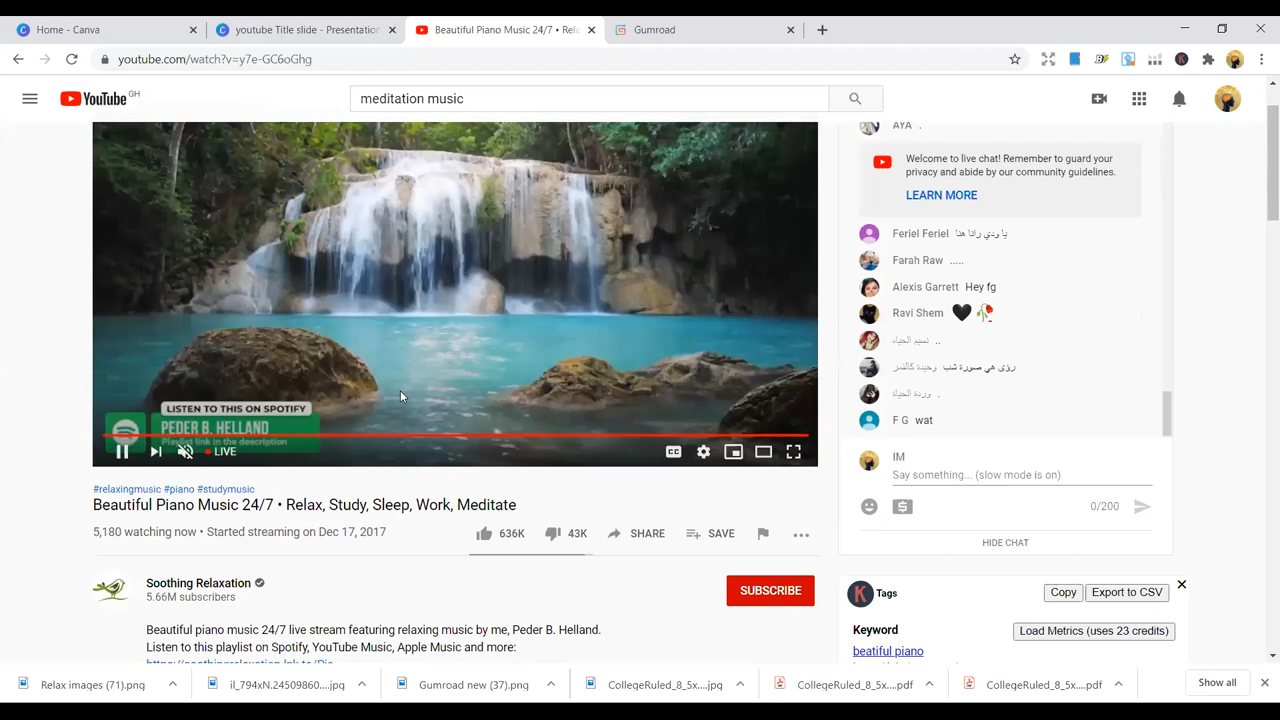 Home - Canva
youtube Title slide - Presentation
Beautiful Piano Music 24/7 • Rela
Gumroad
youtube.com/watch?v=y7e-GC6oGhg
YouTube GH
meditation music
AYA .
Welcome to live chat! Remember to guard your
privacy and abide by our community guidelines.
LEARN MORE
Feriel Feriel يا ودي رانا هنا
Farah Raw .....
Alexis Garrett Hey fg
Ravi Shem 🖤🥀
نسيم الحياة ..
وحيدة كالقمر رؤى هي صورة شب
وردة الحياة .
F G wat
IM
Say something... (slow mode is on)
0/200
HIDE CHAT
LISTEN TO THIS ON SPOTIFY
PEDER B. HELLAND
Playlist link in the description
LIVE
CC
#relaxingmusic #piano #studymusic
Beautiful Piano Music 24/7 • Relax, Study, Sleep, Work, Meditate
5,180 watching now • Started streaming on Dec 17, 2017
636K 43K SHARE SAVE
Soothing Relaxation
5.66M subscribers
SUBSCRIBE
Beautiful piano music 24/7 live stream featuring relaxing music by me, Peder B. Helland.
Listen to this playlist on Spotify, YouTube Music, Apple Music and more:
K Tags
Copy
Export to CSV
Keyword
Load Metrics (uses 23 credits)
beatiful piano
Relax images (71).png
il_794xN.24509860....jpg
Gumroad new (37).png
CollegeRuled_8_5x....jpg
CollegeRuled_8_5x....pdf
CollegeRuled_8_5x....pdf
Show all